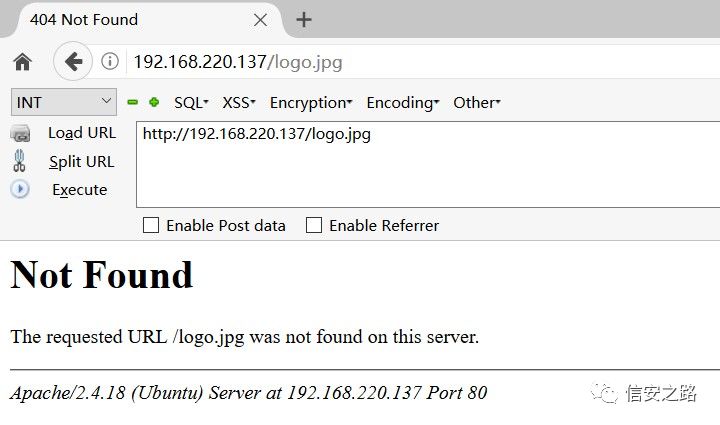 404 Not Found
192.168.220.137/logo.jpg
INT SQL XSS Encryption Encoding Other
Load URL http://192.168.220.137/logo.jpg
Split URL
Execute
Enable Post data Enable Referrer
Not Found
The requested URL /logo.jpg was not found on this server.
Apache/2.4.18 (Ubuntu) Server at 192.168.220.137 Port 80
信安之路